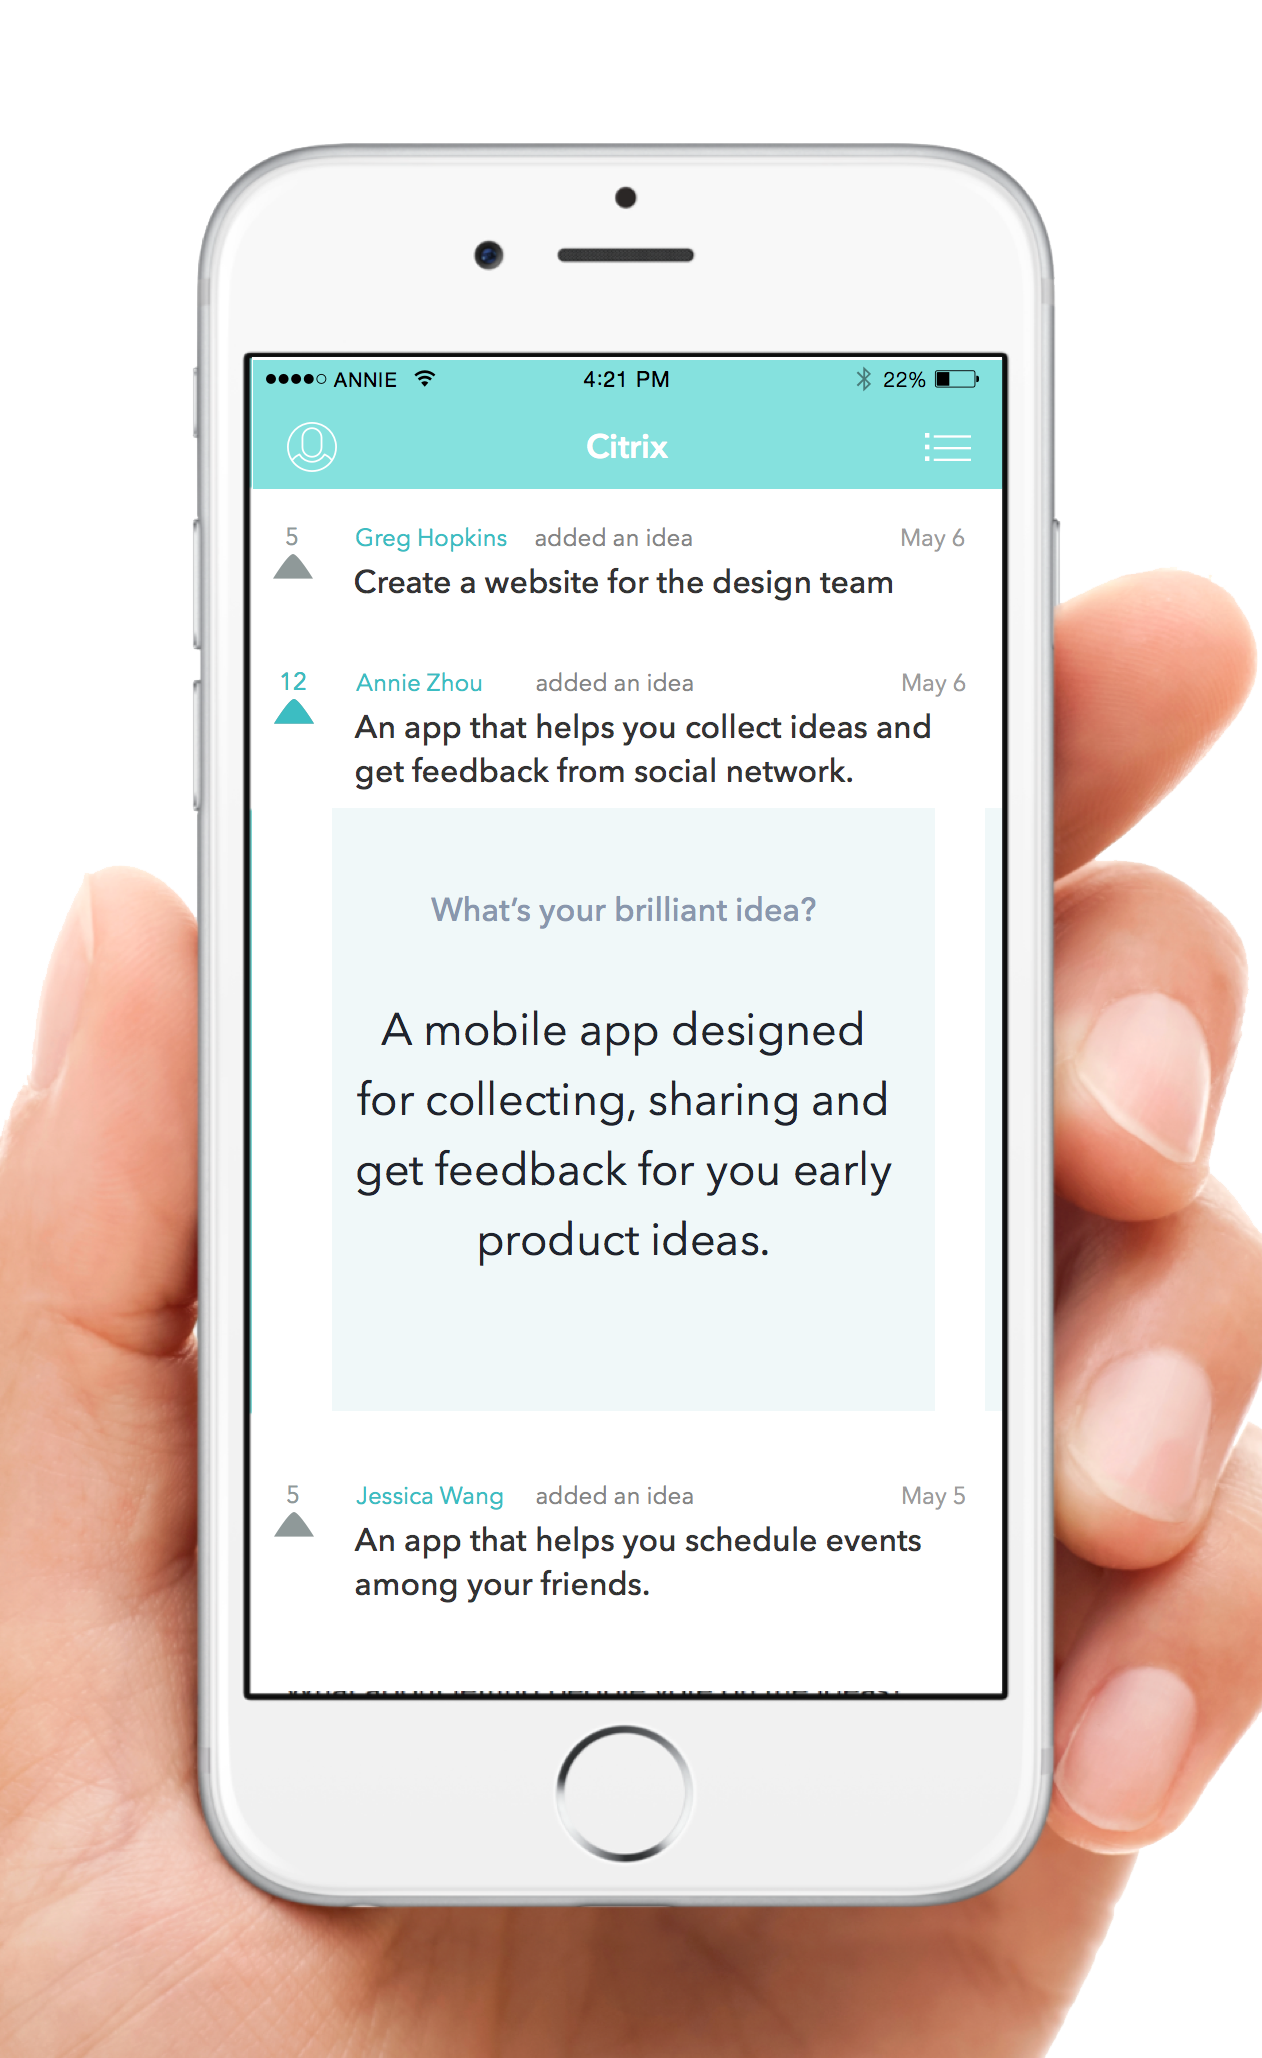 ●●●●○ ANNIE 4:21 PM 22%
Citrix
5 Greg Hopkins added an idea May 6
Create a website for the design team
12 Annie Zhou added an idea May 6
An app that helps you collect ideas and
get feedback from social network.
What's your brilliant idea?
A mobile app designed
for collecting, sharing and
get feedback for you early
product ideas.
5 Jessica Wang added an idea May 5
An app that helps you schedule events
among your friends.